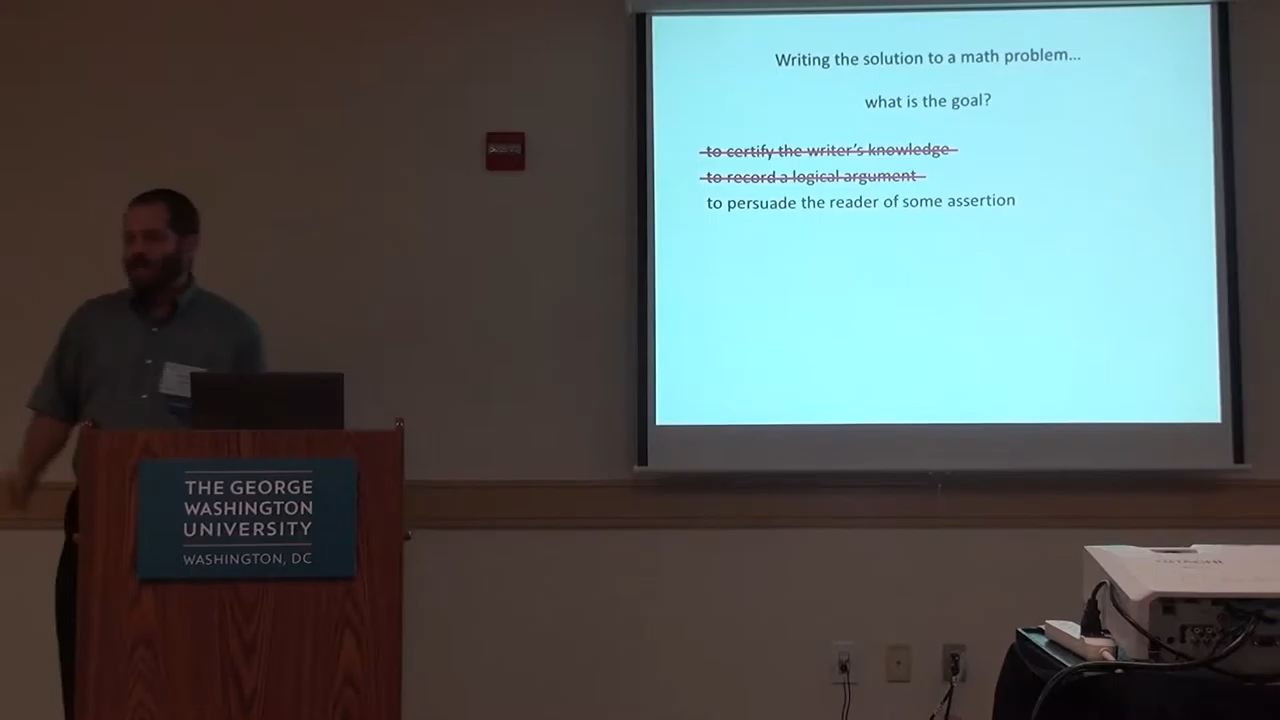 Writing the solution to a math problem...
what is the goal?
to certify the writer's knowledge
to record a logical argument
to persuade the reader of some assertion
THE GEORGE
WASHINGTON
UNIVERSITY
WASHINGTON, DC
HITACHI